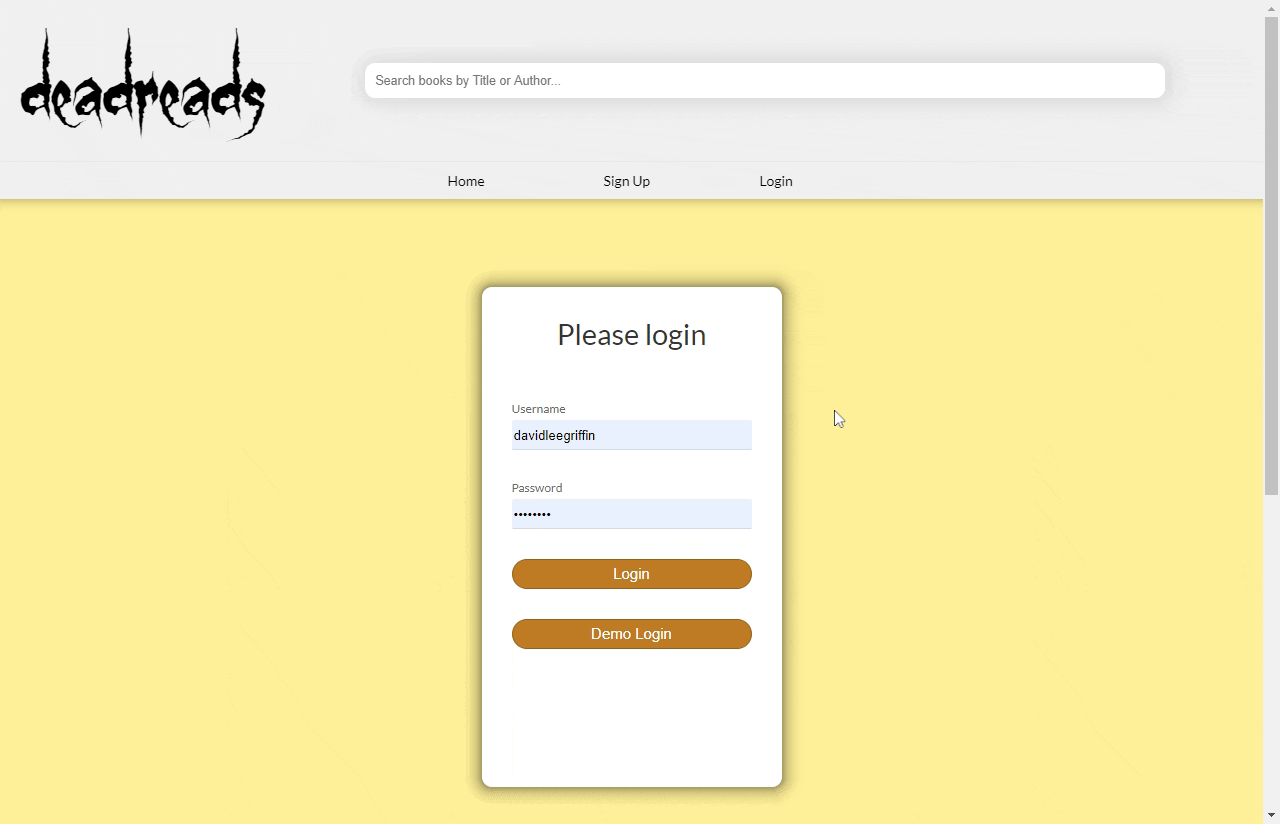 deadreads
Search books by Title or Author...
Home Sign Up Login
Please login
Username
davidleegriffin
Password
••••••••
Login
Demo Login